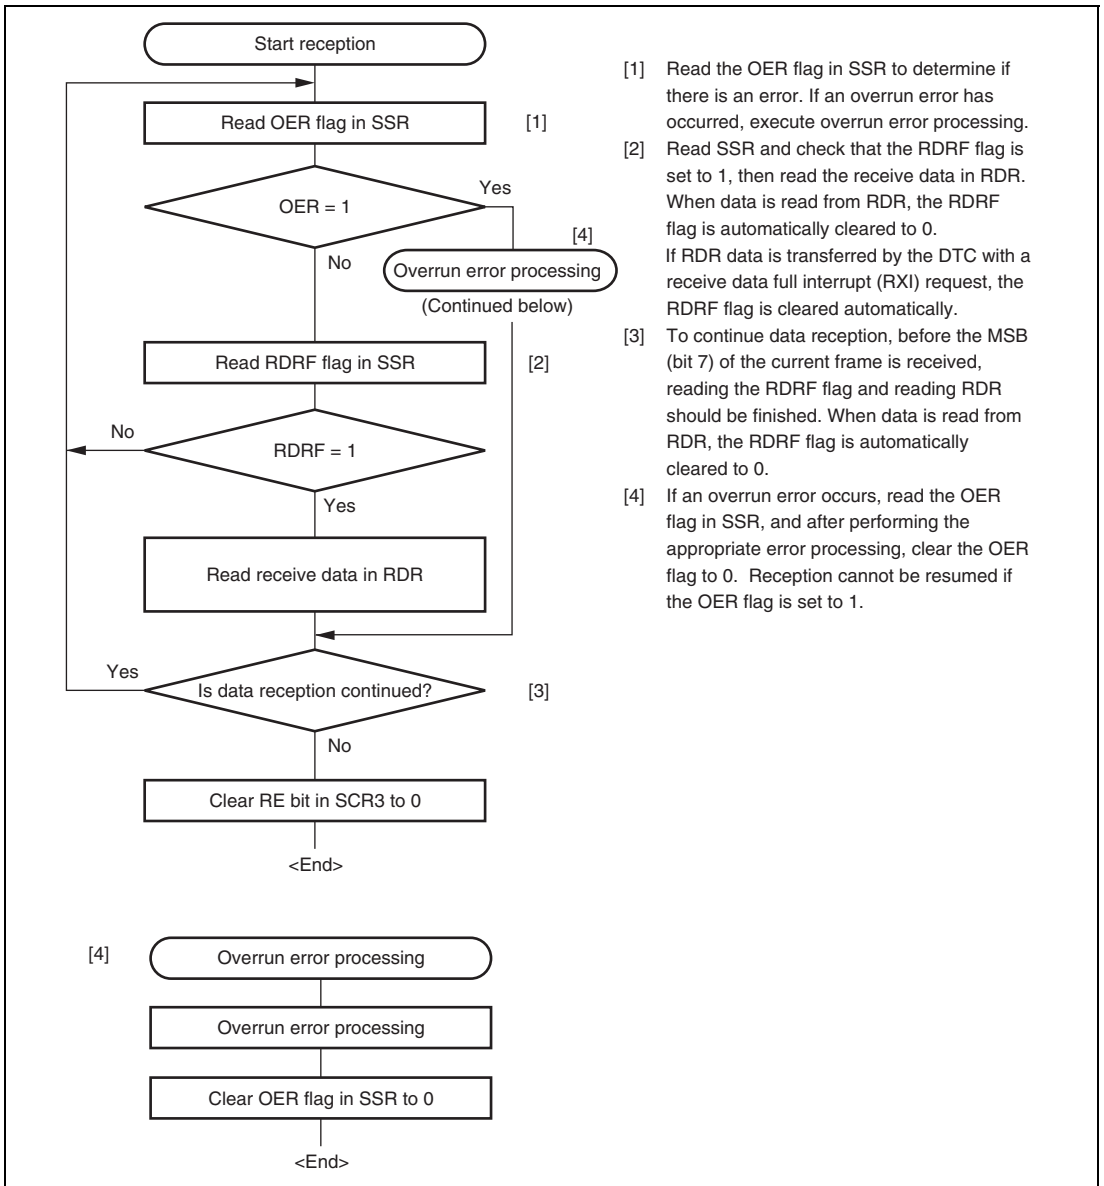 Start reception
Read OER flag in SSR
[1]
OER = 1
Yes
No
[4]
Overrun error processing
(Continued below)
Read RDRF flag in SSR
[2]
No
RDRF = 1
Yes
Read receive data in RDR
Yes
Is data reception continued?
[3]
No
Clear RE bit in SCR3 to 0
<End>
[4]
Overrun error processing
Overrun error processing
Clear OER flag in SSR to 0
<End>
[1] Read the OER flag in SSR to determine if
there is an error. If an overrun error has
occurred, execute overrun error processing.
[2] Read SSR and check that the RDRF flag is
set to 1, then read the receive data in RDR.
When data is read from RDR, the RDRF
flag is automatically cleared to 0.
If RDR data is transferred by the DTC with a
receive data full interrupt (RXI) request, the
RDRF flag is cleared automatically.
[3] To continue data reception, before the MSB
(bit 7) of the current frame is received,
reading the RDRF flag and reading RDR
should be finished. When data is read from
RDR, the RDRF flag is automatically
cleared to 0.
[4] If an overrun error occurs, read the OER
flag in SSR, and after performing the
appropriate error processing, clear the OER
flag to 0.  Reception cannot be resumed if
the OER flag is set to 1.